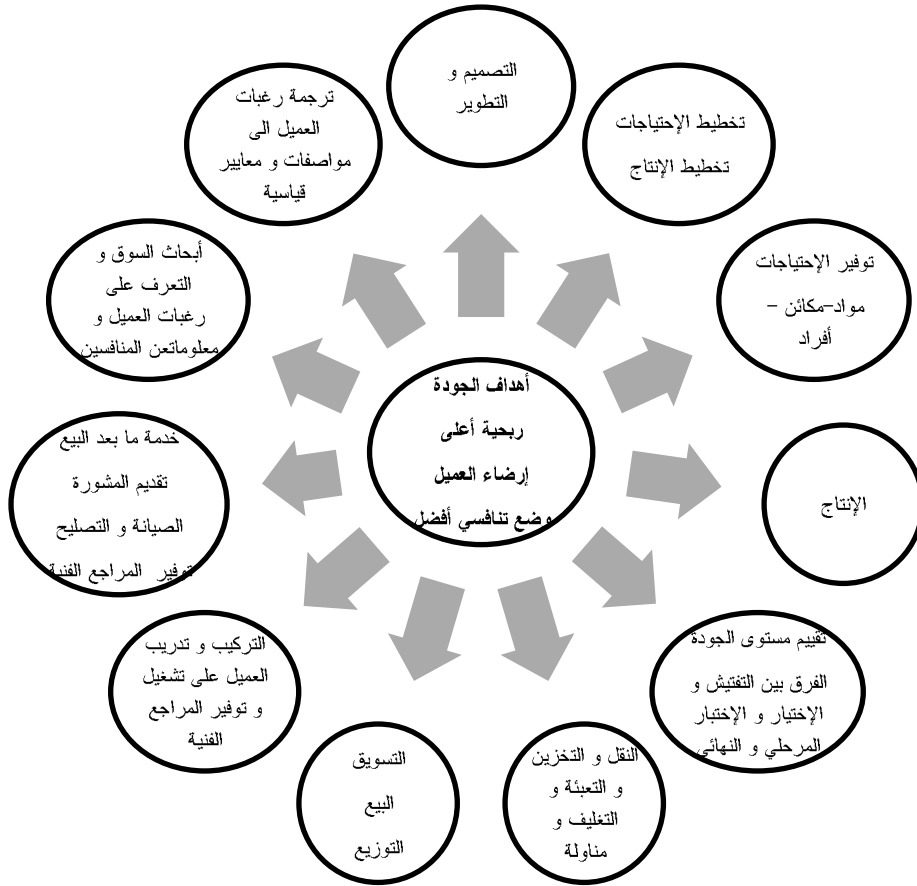 التصميم و
التطوير
تخطيط الإحتياجات
تخطيط الإنتاج
توفير الإحتياجات
مواد-مكائن -
أفراد
الإنتاج
تقييم مستوى الجودة
الفرق بين التفتيش و
الإختيار و الإختبار
المرحلي و النهائي
النقل و التخزين
و التعبئة و
التغليف و
مناولة
التسويق
البيع
التوزيع
التركيب و تدريب
العميل على تشغيل
و توفير المراجع
الفنية
خدمة ما بعد البيع
تقديم المشورة
الصيانة و التصليح
توفير المراجع الفنية
أبحاث السوق و
التعرف على
رغبات العميل و
معلوماتعن المنافسين
ترجمة رغبات
العميل الى
مواصفات و معايير
قياسية
أهداف الجودة
ربحية أعلى
إرضاء العميل
وضع تنافسي أفضل